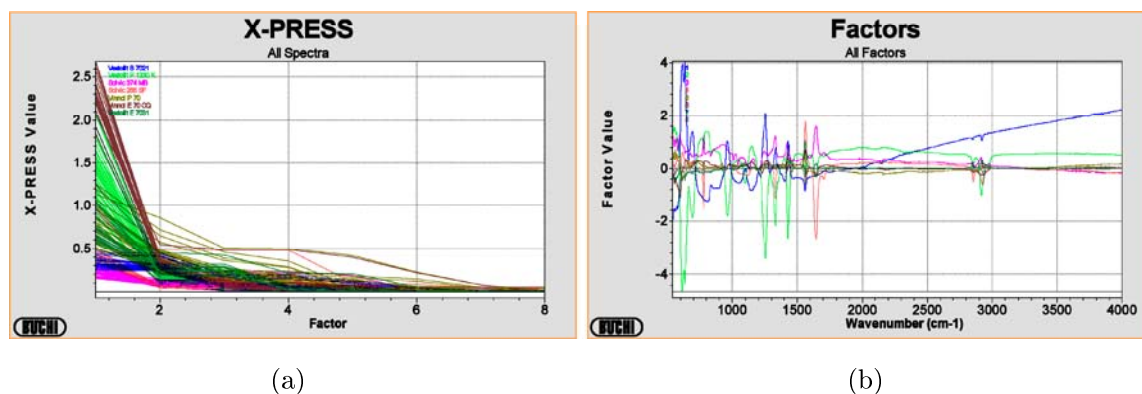 X-PRESS
All Spectra
X-PRESS Value
2.5
2.0
1.5
1.0
0.5
2
4
6
8
Factor
BUCHI
(a)
Factors
All Factors
Factor Value
4
2
0
-2
-4
1000
1500
2000
2500
3000
3500
4000
Wavenumber (cm-1)
BUCHI
(b)